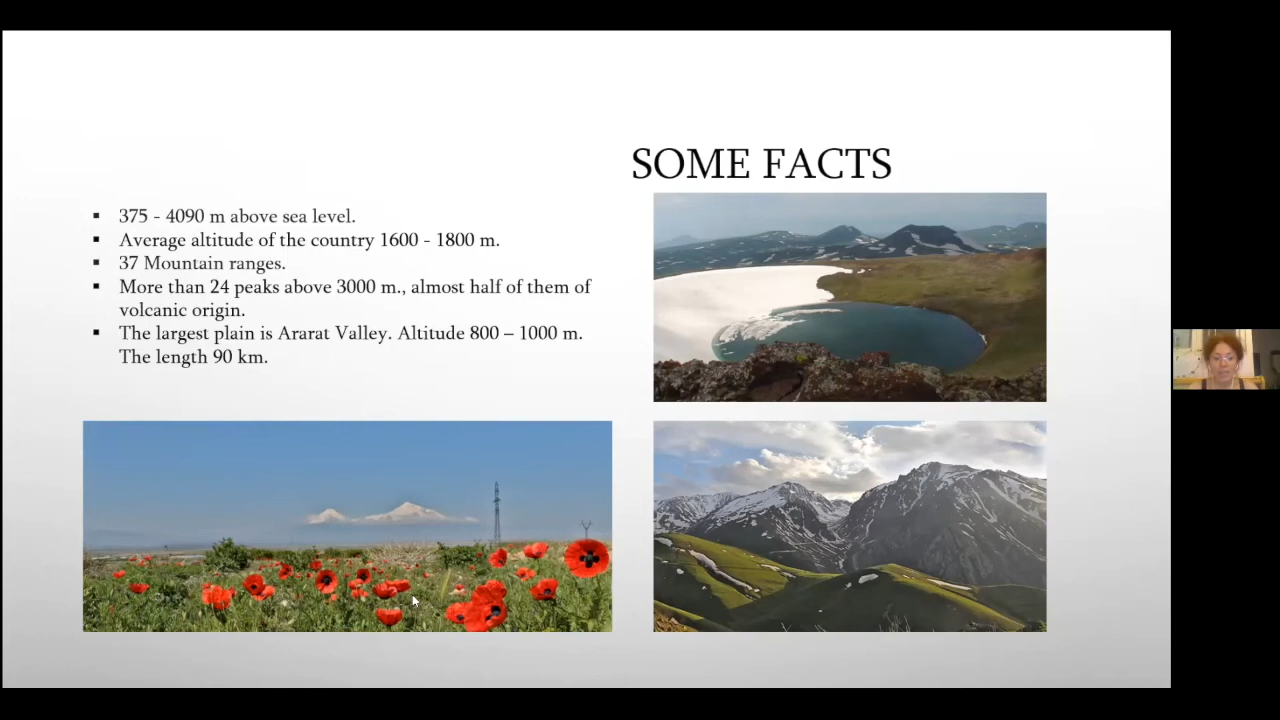 SOME FACTS
▪ 375 - 4090 m above sea level.
▪ Average altitude of the country 1600 - 1800 m.
▪ 37 Mountain ranges.
▪ More than 24 peaks above 3000 m., almost half of them of
volcanic origin.
▪ The largest plain is Ararat Valley. Altitude 800 – 1000 m.
The length 90 km.